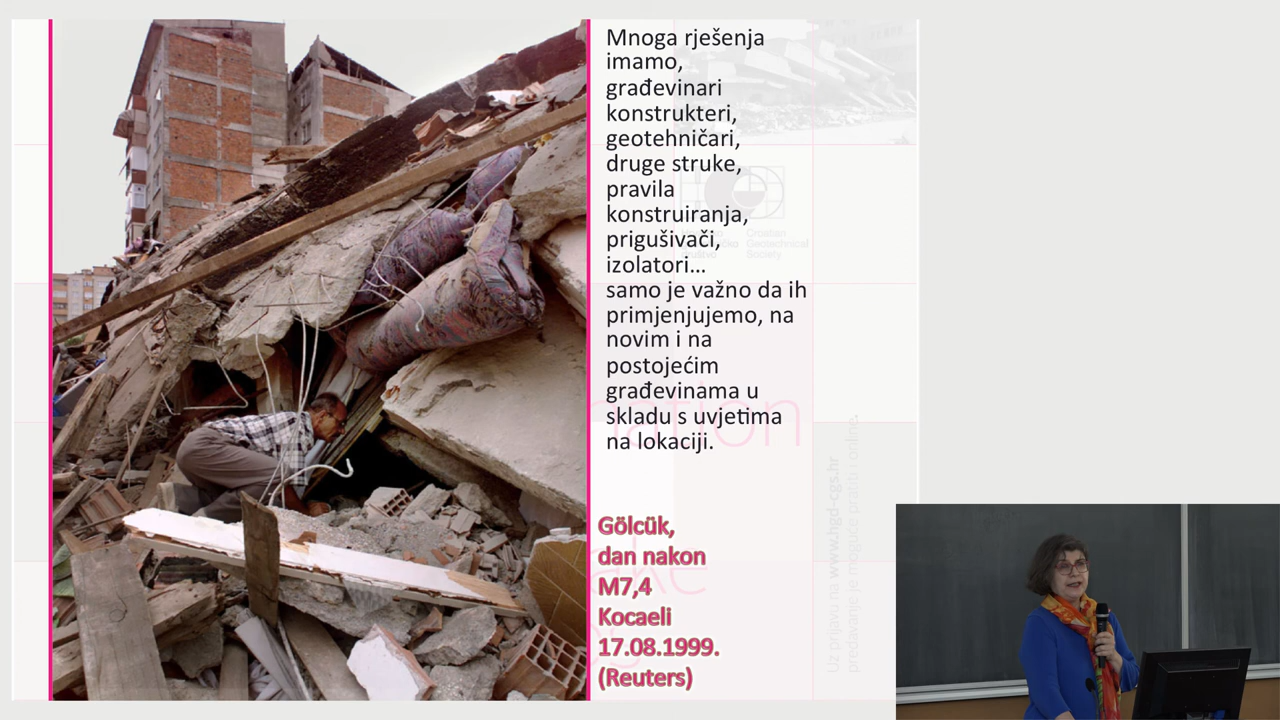 Mnoga rješenja
imamo,
građevinari
konstrukteri,
geotehničari,
druge struke,
pravila
konstruiranja,
prigušivači,
izolatori...
samo je važno da ih
primjenjujemo, na
novim i na
postojećim
građevinama u
skladu s uvjetima
na lokaciji.
Gölcük,
dan nakon
M7,4
Kocaeli
17.08.1999.
(Reuters)
Croatian
Geotechnical
Society
Uz prijavu na www.hgd-cgs.hr
predavanje je moguće pratiti i online.